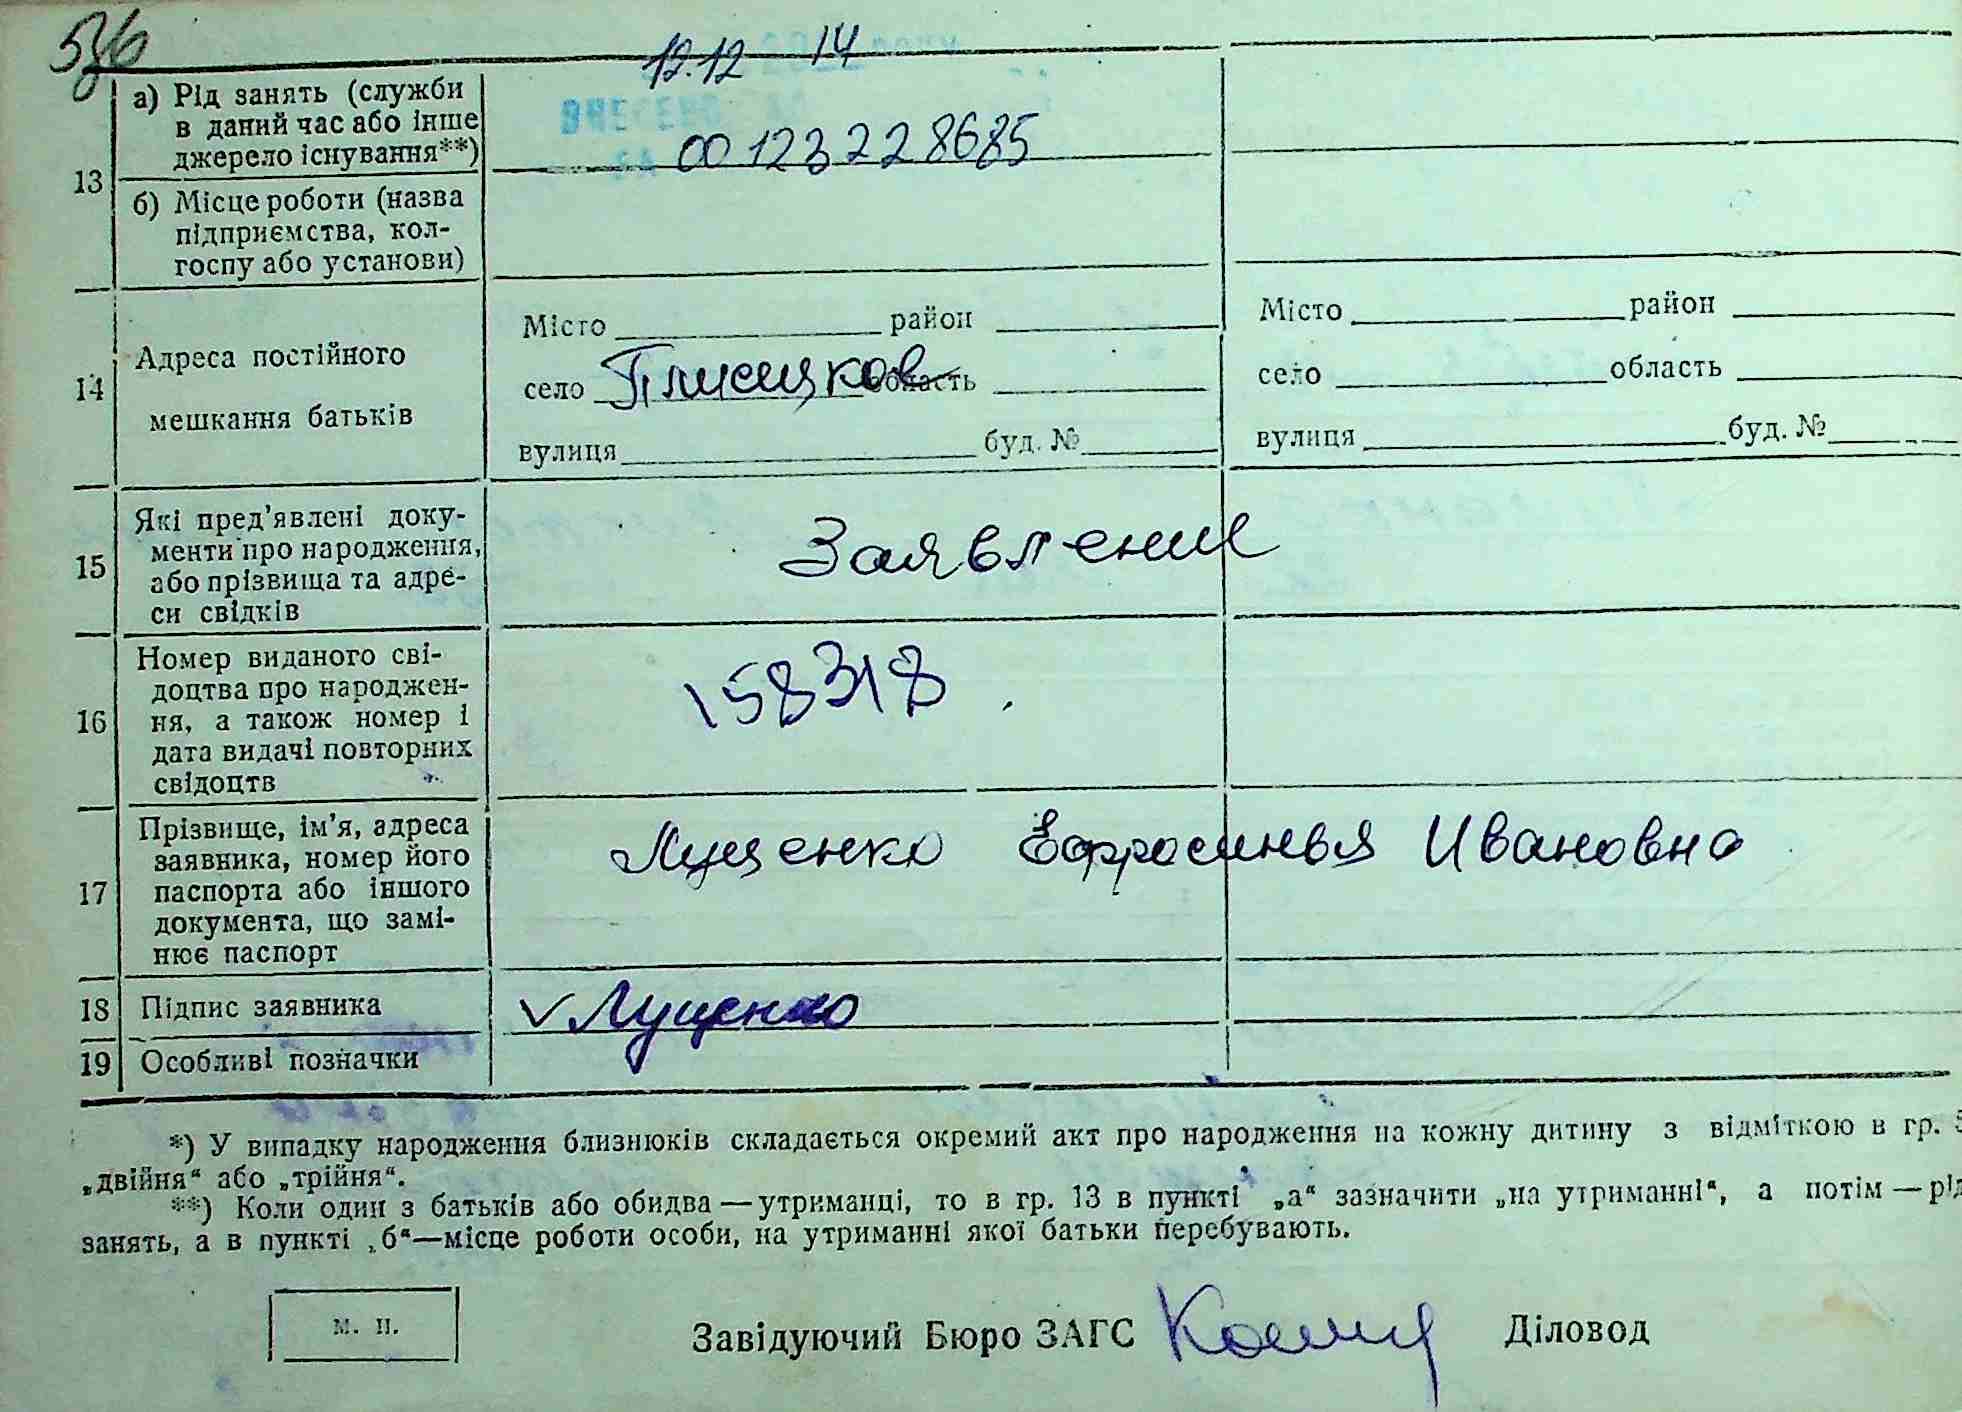 12.12 14
а) Рід занять (служби
в даний час або інше
джерело існування**)
ВНЕСЕНО
00123228685
13
б) Місце роботи (назва
підприємства, кол-
госпу або установи)
14
Адреса постійного
мешкання батьків
Місто район
село Плисецков область
вулиця буд. №
Місто район
село область
вулиця буд. №
15
Які пред’явлені доку-
менти про народження,
або прізвища та адре-
си свідків
Заявление
16
Номер виданого сві-
доцтва про народжен-
ня, а також номер і
дата видачі повторних
свідоцтв
158318
17
Прізвище, ім’я, адреса
заявника, номер його
паспорта або іншого
документа, що замі-
нює паспорт
Луценко Ефросинья Ивановна
18 Підпис заявника
Луценко
19 Особливі позначки
*) У випадку народження близнюків складається окремий акт про народження на кожну дитину з відміткою в гр. 5
„двійня“ або „трійня“.
**) Коли один з батьків або обидва — утриманці, то в гр. 13 в пункті „а“ зазначити „на утриманні“, а потім — рід
занять, а в пункті „б“—місце роботи особи, на утриманні якої батьки перебувають.
м. п.
Завідуючий Бюро ЗАГС
Діловод